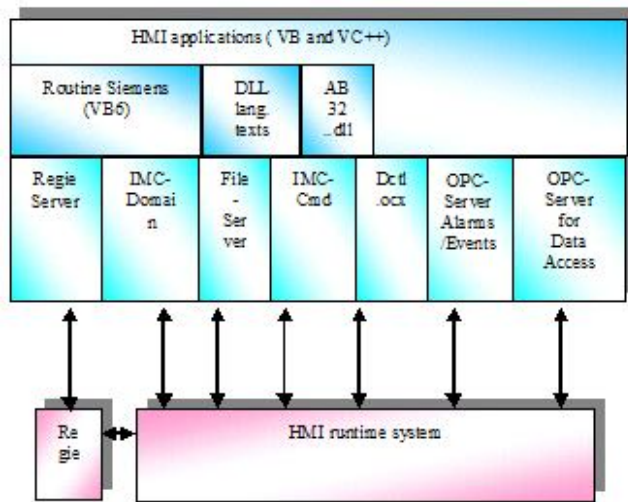 HMI applications ( VB and VC++)
Routine Siemens
(VB6)
DLL
lang.
texts
AB
32
...dll
Regie
Server
IMC-
Domai
n
File
-
Ser
ver
IMC-
Cmd
Dctl
.ocx
OPC-
Server
Alarms
/Events
OPC-
Server
for
Data
Access
Re
gie
HMI runtime system